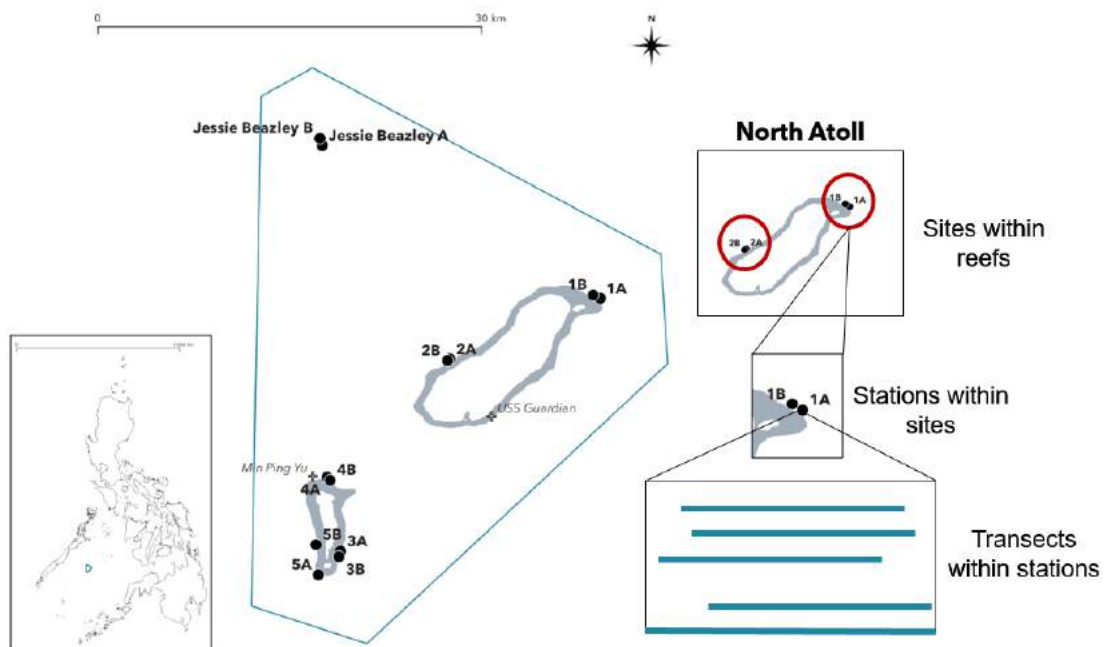 0
30 km
N
Jessie Beazley B
Jessie Beazley A
North Atoll
1B
1A
2B
2A
Sites within
reefs
1B
1A
2B
2A
USS Guardian
0
1B
1A
Stations within
sites
Min Ping Yu
4B
4A
5B
3A
5A
3B
Transects
within stations